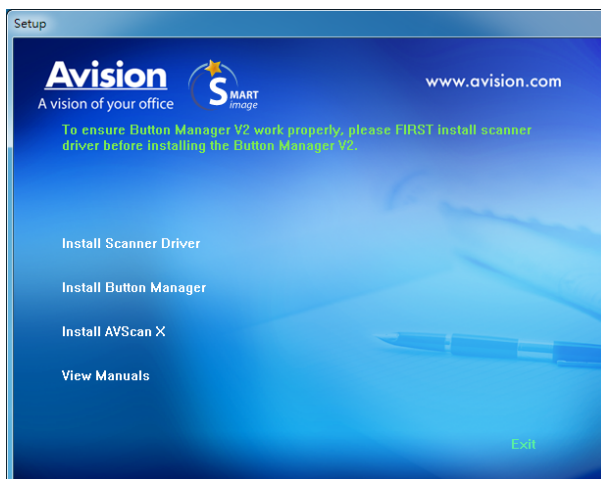 Setup
Avision
A vision of your office
SMART
image
www.avision.com
To ensure Button Manager V2 work properly, please FIRST install scanner
driver before installing the Button Manager V2.
Install Scanner Driver
Install Button Manager
Install AVScan X
View Manuals
Exit